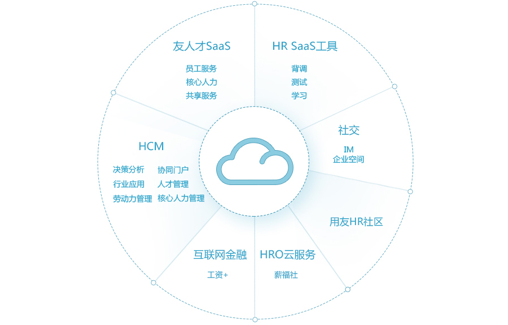 友人才SaaS
员工服务
核心人力
共享服务
HR SaaS工具
背调
测试
学习
社交
IM
企业空间
用友HR社区
HRO云服务
薪福社
互联网金融
工资+
HCM
决策分析 协同门户
行业应用 人才管理
劳动力管理 核心人力管理